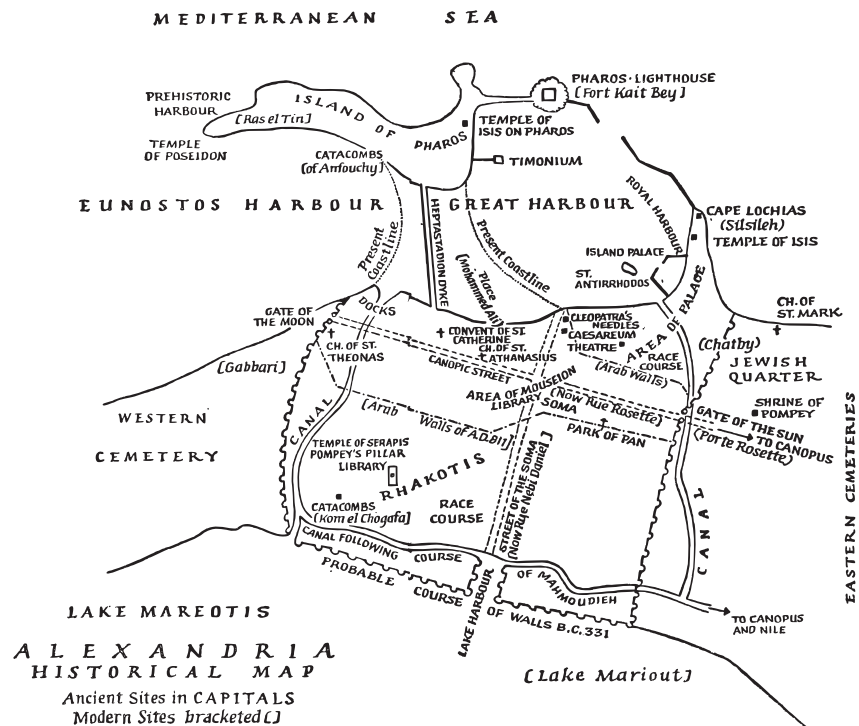 MEDITERRANEAN SEA
PHAROS·LIGHTHOUSE
[Fort Kait Bey]
PREHISTORIC
HARBOUR
[Ras el Tin]
ISLAND OF
PHAROS
TEMPLE OF
ISIS ON PHAROS
TEMPLE
OF POSEIDON
CATACOMBS
[of Anfouchy]
TIMONIUM
EUNOSTOS HARBOUR
GREAT HARBOUR
ROYAL HARBOUR
CAPE LOCHIAS
(Silsileh)
TEMPLE OF ISIS
HEPTASTADION DYKE
Present
Coastline
Present Coastline
Place
[Mohammed Ali]
ISLAND PALACE
ST.
ANTIRRHODOS
AREA OF PALACE
CH. OF
ST. MARK
GATE OF
THE MOON
DOCKS
CH. OF ST.
THEONAS
CONVENT OF ST.
CATHERINE
CH. OF ST.
ATHANASIUS
CLEOPATRA'S
NEEDLES
CAESAREUM
THEATRE
RACE
COURSE
(Arab Walls)
(Chatby)
JEWISH
QUARTER
[Gabbari]
CANOPIC STREET
AREA OF MOUSEION
LIBRARY
SOMA
(Now Rue Rosette)
SHRINE OF
POMPEY
GATE OF THE SUN
TO CANOPUS
(Porte Rosette)
WESTERN
CEMETERY
CANAL
[Arab Walls of A.D. 811]
PARK OF PAN
EASTERN CEMETERIES
TEMPLE OF SERAPIS
POMPEY'S PILLAR
LIBRARY
RHAKOTIS
CATACOMBS
[Kom el Chogafa]
RACE
COURSE
STREET OF THE SOMA
[Now Rue Nebi Daniel]
CANAL
CANAL FOLLOWING COURSE OF MAHMOUDIEH
PROBABLE COURSE OF WALLS B.C. 331
LAKE HARBOUR
TO CANOPUS
AND NILE
LAKE MAREOTIS
[Lake Mariout]
ALEXANDRIA
HISTORICAL MAP
Ancient Sites in CAPITALS
Modern Sites bracketed []